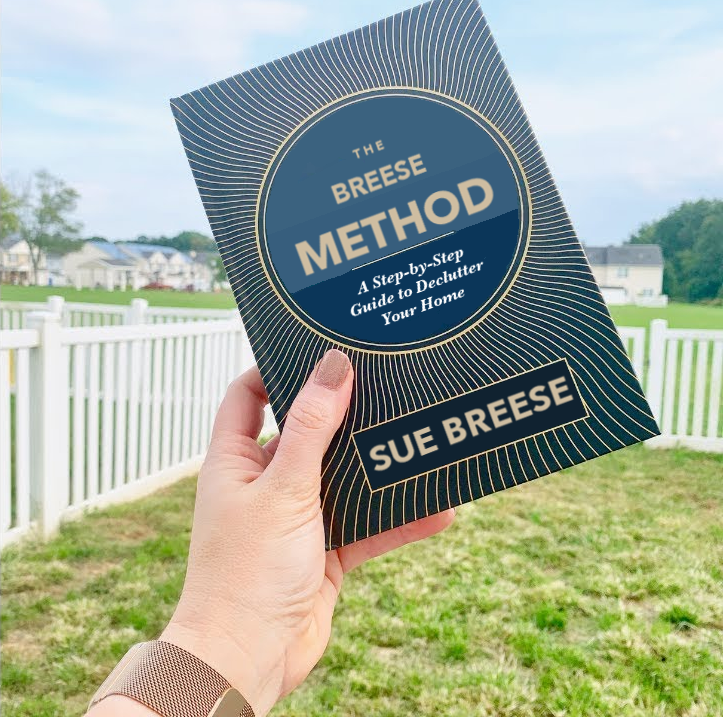 THE
BREESE
METHOD
A Step-by-Step
Guide to Declutter
Your Home
SUE BREESE